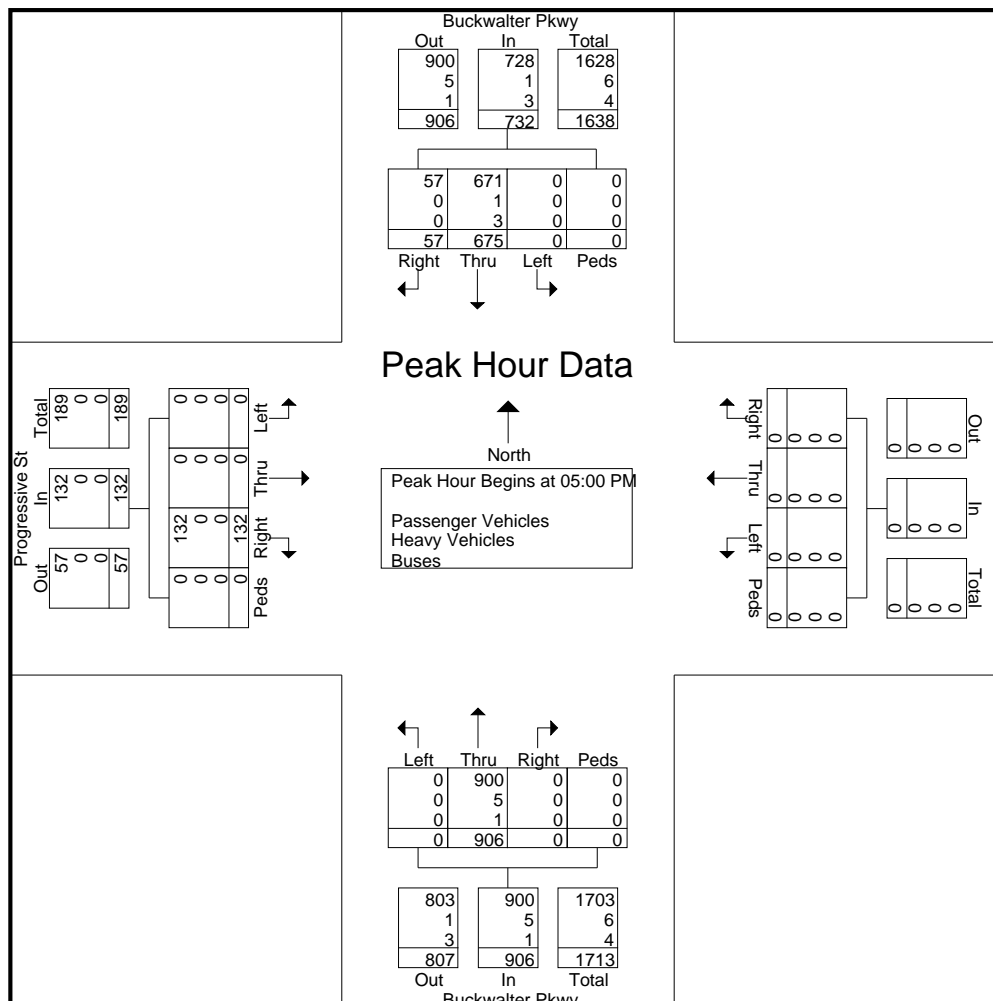 Buckwalter Pkwy
Out In Total
900 728 1628
5 1 6
1 3 4
906 732 1638
57 671 0 0
0 1 0 0
0 3 0 0
57 675 0 0
Right Thru Left Peds
Peak Hour Data
North
Peak Hour Begins at 05:00 PM
Passenger Vehicles
Heavy Vehicles
Buses
Progressive St
Out In Total
57 132 189
0 0 0
0 0 0
57 132 189
Peds Right Thru Left
0 132 0 0
0 0 0 0
0 0 0 0
0 132 0 0
Right Thru Left Peds
0 0 0 0
0 0 0 0
0 0 0 0
0 0 0 0
Out In Total
0 0 0
0 0 0
0 0 0
0 0 0
Left Thru Right Peds
0 900 0 0
0 5 0 0
0 1 0 0
0 906 0 0
803 900 1703
1 5 6
3 1 4
807 906 1713
Out In Total
Buckwalter Pkwy